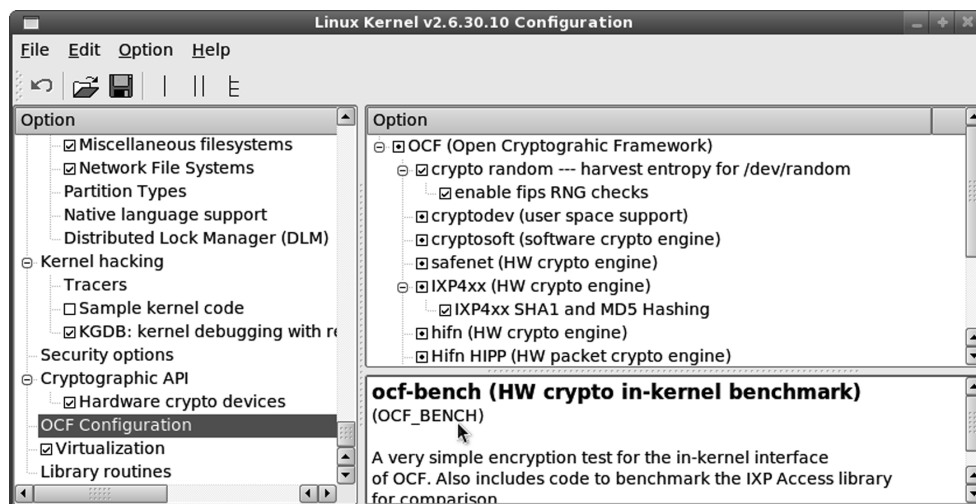 Linux Kernel v2.6.30.10 Configuration
File Edit Option Help
Option
Miscellaneous filesystems
Network File Systems
Partition Types
Native language support
Distributed Lock Manager (DLM)
Kernel hacking
Tracers
Sample kernel code
KGDB: kernel debugging with re
Security options
Cryptographic API
Hardware crypto devices
OCF Configuration
Virtualization
Library routines
Option
OCF (Open Cryptograhic Framework)
crypto random --- harvest entropy for /dev/random
enable fips RNG checks
cryptodev (user space support)
cryptosoft (software crypto engine)
safenet (HW crypto engine)
IXP4xx (HW crypto engine)
IXP4xx SHA1 and MD5 Hashing
hifn (HW crypto engine)
Hifn HIPP (HW packet crypto engine)
ocf-bench (HW crypto in-kernel benchmark)
(OCF_BENCH)
A very simple encryption test for the in-kernel interface
of OCF. Also includes code to benchmark the IXP Access library
for comparison